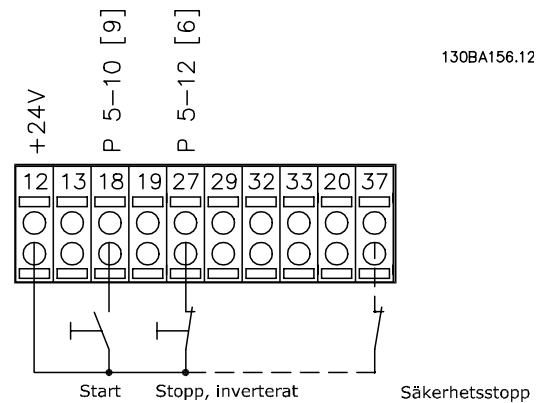 130BA156.12
+24V
P 5-10 [9]
P 5-12 [6]
12 13 18 19 27 29 32 33 20 37
Start Stopp, inverterat Säkerhetsstopp